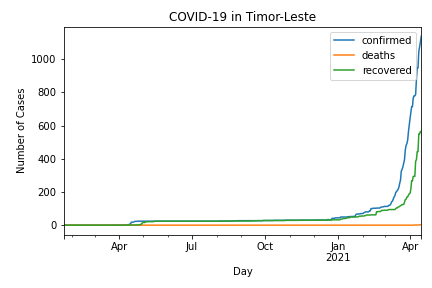 COVID-19 in Timor-Leste
confirmed
deaths
recovered
Number of Cases
1000
800
600
400
200
0
Apr
Jul
Oct
Jan
2021
Apr
Day